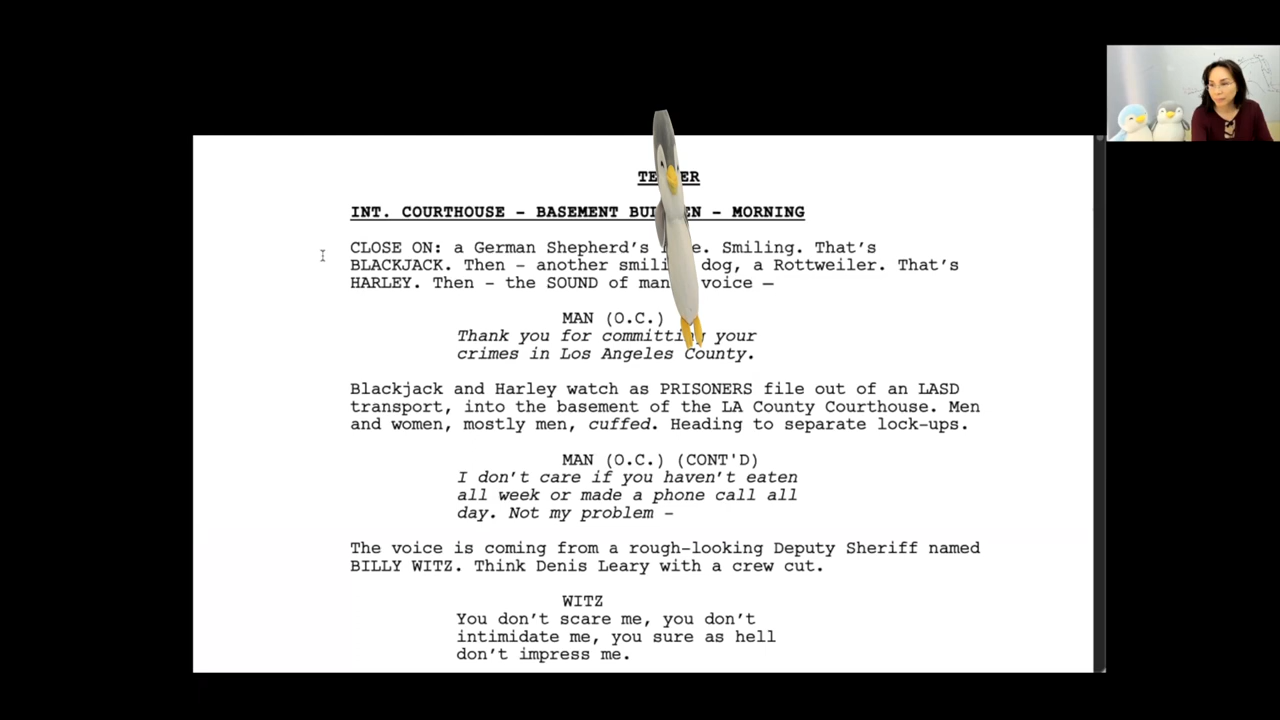 TEASER
INT. COURTHOUSE – BASEMENT BULLPEN – MORNING
CLOSE ON: a German Shepherd's face. Smiling. That's
BLACKJACK. Then – another smiling dog, a Rottweiler. That's
HARLEY. Then – the SOUND of man's voice —
MAN (O.C.)
Thank you for committing your
crimes in Los Angeles County.
Blackjack and Harley watch as PRISONERS file out of an LASD
transport, into the basement of the LA County Courthouse. Men
and women, mostly men, cuffed. Heading to separate lock-ups.
MAN (O.C.) (CONT'D)
I don't care if you haven't eaten
all week or made a phone call all
day. Not my problem –
The voice is coming from a rough-looking Deputy Sheriff named
BILLY WITZ. Think Denis Leary with a crew cut.
WITZ
You don't scare me, you don't
intimidate me, you sure as hell
don't impress me.